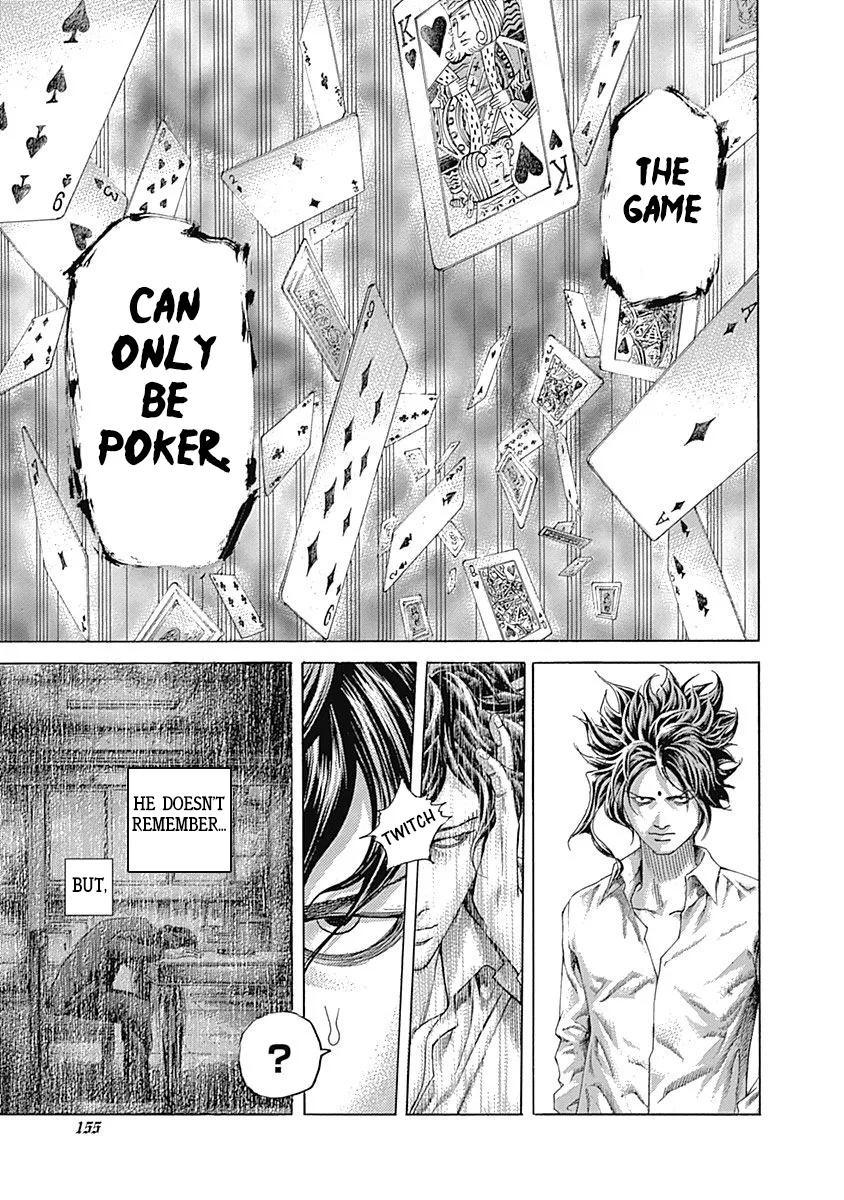 THE
GAME
CAN
ONLY
BE
POKER.
TWITCH
?
HE DOESN'T
REMEMBER...
BUT,
155